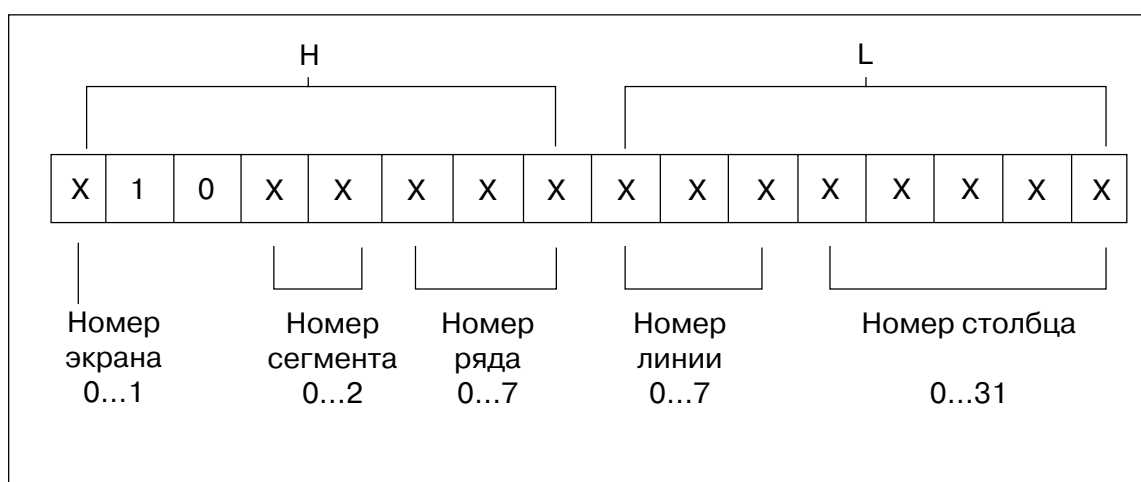 H L
X 1 0 X X X X X X X X X X X X X
Номер Номер Номер Номер Номер столбца
экрана сегмента ряда линии
0...1 0...2 0...7 0...7 0...31